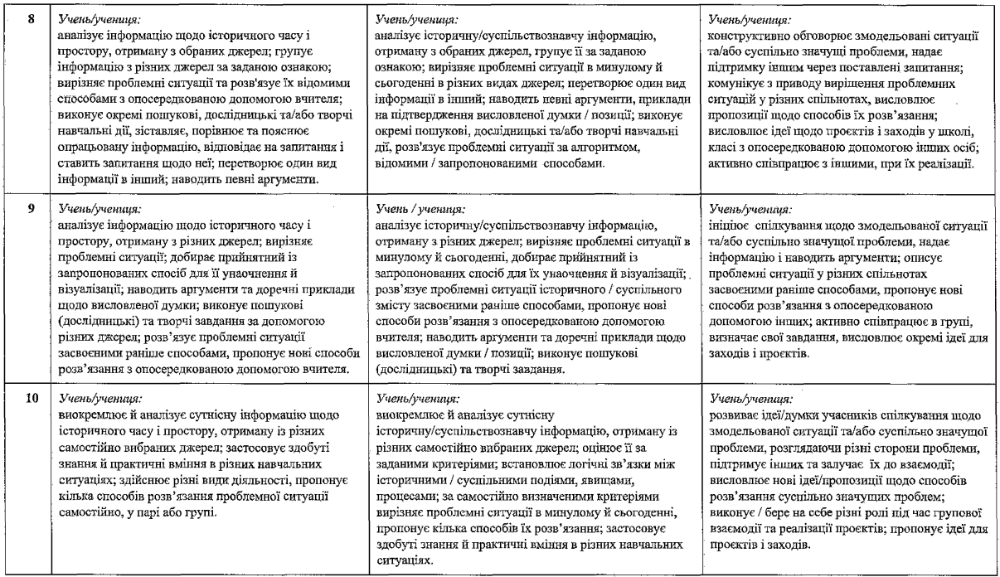 8
Учень/учениця:
аналізує інформацію щодо історичного часу і
простору, отриману з обраних джерел; групує
інформацію з різних джерел за заданою ознакою;
вирізняє проблемні ситуації та розв'язує їх відомими
способами з опосередкованою допомогою вчителя;
виконує окремі пошукові, дослідницькі та/або творчі
навчальні дії, зіставляє, порівнює та пояснює
опрацьовану інформацію, відповідає на запитання і
ставить запитання щодо неї; перетворює один вид
інформації в інший; наводить певні аргументи.
Учень/учениця:
аналізує історичну/суспільствознавчу інформацію,
отриману з обраних джерел, групує її за заданою
ознакою; вирізняє проблемні ситуації в минулому й
сьогоденні в різних видах джерел; перетворює один вид
інформації в інший; наводить певні аргументи, приклади
на підтвердження висловленої думки / позиції; виконує
окремі пошукові, дослідницькі та/або творчі навчальні
дії, розв'язує проблемні ситуації за алгоритмом,
відомими / запропонованими способами.
Учень/учениця:
конструктивно обговорює змодельовані ситуації
та/або суспільно значущі проблеми, надає
підтримку іншим через поставлені запитання;
комунікує з приводу вирішення проблемних
ситуацій у різних спільнотах, висловлює
пропозиції щодо способів їх розв'язання;
висловлює ідеї щодо проєктів і заходів у школі,
класі з опосередкованою допомогою інших осіб;
активно співпрацює з іншими, при їх реалізації.
9
Учень/учениця:
аналізує інформацію щодо історичного часу і
простору, отриману з різних джерел; вирізняє
проблемні ситуації; добирає прийнятний із
запропонованих спосіб для її унаочнення й
візуалізації; наводить аргументи та доречні приклади
щодо висловленої думки; виконує пошукові
(дослідницькі) та творчі завдання за допомогою
різних джерел; розв'язує проблемні ситуації
засвоєними раніше способами, пропонує нові способи
розв'язання з опосередкованою допомогою вчителя.
Учень / учениця:
аналізує історичну/суспільствознавчу інформацію,
отриману з різних джерел; вирізняє проблемні ситуації в
минулому й сьогоденні, добирає прийнятний із
запропонованих спосіб для їх унаочнення й візуалізації;
розв'язує проблемні ситуації історичного / суспільного
змісту засвоєними раніше способами, пропонує нові
способи розв'язання з опосередкованою допомогою
вчителя; наводить аргументи та доречні приклади щодо
висловленої думки / позиції; виконує пошукові
(дослідницькі) та творчі завдання.
Учень/учениця:
ініціює спілкування щодо змодельованої ситуації
та/або суспільно значущої проблеми, надає
інформацію і наводить аргументи; описує
проблемні ситуації у різних спільнотах
засвоєними раніше способами, пропонує нові
способи розв'язання з опосередкованою
допомогою інших; активно співпрацює в групі,
визначає свої завдання, висловлює окремі ідеї для
заходів і проєктів.
10
Учень/учениця:
виокремлює й аналізує сутнісну інформацію щодо
історичного часу і простору, отриману із різних
самостійно вибраних джерел; застосовує здобуті
знання й практичні вміння в різних навчальних
ситуаціях; здійснює різні види діяльності, пропонує
кілька способів розв'язання проблемної ситуації
самостійно, у парі або групі.
Учень/учениця:
виокремлює й аналізує сутнісну
історичну/суспільствознавчу інформацію, отриману із
різних самостійно вибраних джерел; оцінює її за
заданими критеріями; встановлює логічні зв'язки між
історичними / суспільними подіями, явищами,
процесами; за самостійно визначеними критеріями
вирізняє проблемні ситуації в минулому й сьогоденні,
пропонує кілька способів їх розв'язання; застосовує
здобуті знання й практичні вміння в різних навчальних
ситуаціях.
Учень/учениця:
розвиває ідеї/думки учасників спілкування щодо
змодельованої ситуації та/або суспільно значущої
проблеми, розглядаючи різні сторони проблеми,
підтримує інших та залучає їх до взаємодії;
висловлює нові ідеї/пропозиції щодо способів
розв'язання суспільно значущих проблем;
виконує / бере на себе різні ролі під час групової
взаємодії та реалізації проєктів; пропонує ідеї для
проєктів і заходів.